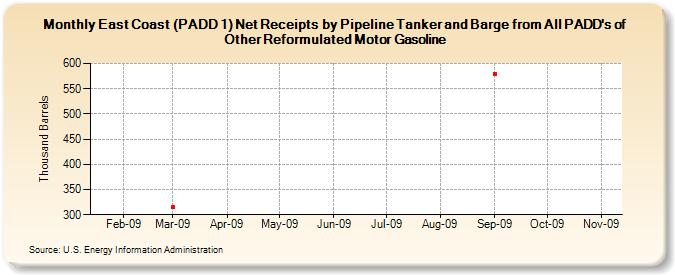 Monthly East Coast (PADD 1) Net Receipts by Pipeline Tanker and Barge from All PADD's of
Other Reformulated Motor Gasoline
Thousand Barrels
600
550
500
450
400
350
300
Feb-09 Mar-09 Apr-09 May-09 Jun-09 Jul-09 Aug-09 Sep-09 Oct-09 Nov-09
Source: U.S. Energy Information Administration